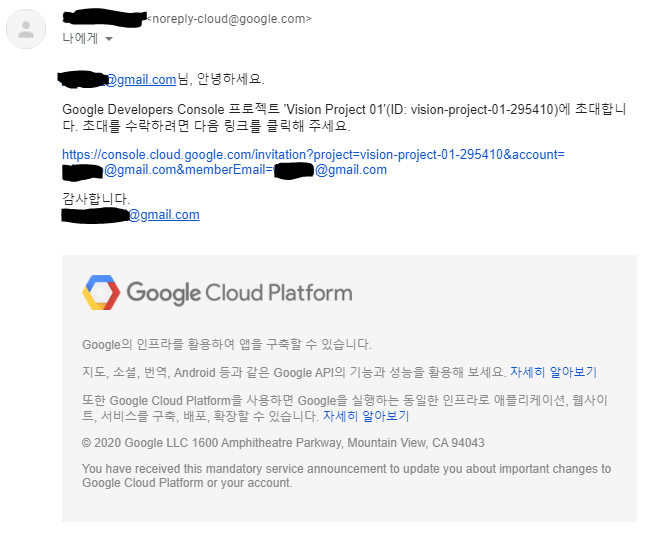 <noreply-cloud@google.com>
나에게
@gmail.com님, 안녕하세요.
Google Developers Console 프로젝트 'Vision Project 01'(ID: vision-project-01-295410)에 초대합니
다. 초대를 수락하려면 다음 링크를 클릭해 주세요.
https://console.cloud.google.com/invitation?project=vision-project-01-295410&account=
@gmail.com&memberEmail=@gmail.com
감사합니다.
@gmail.com
Google Cloud Platform
Google의 인프라를 활용하여 앱을 구축할 수 있습니다.
지도, 소셜, 번역, Android 등과 같은 Google API의 기능과 성능을 활용해 보세요. 자세히 알아보기
또한 Google Cloud Platform을 사용하면 Google을 실행하는 동일한 인프라로 애플리케이션, 웹사이
트, 서비스를 구축, 배포, 확장할 수 있습니다. 자세히 알아보기
© 2020 Google LLC 1600 Amphitheatre Parkway, Mountain View, CA 94043
You have received this mandatory service announcement to update you about important changes to
Google Cloud Platform or your account.